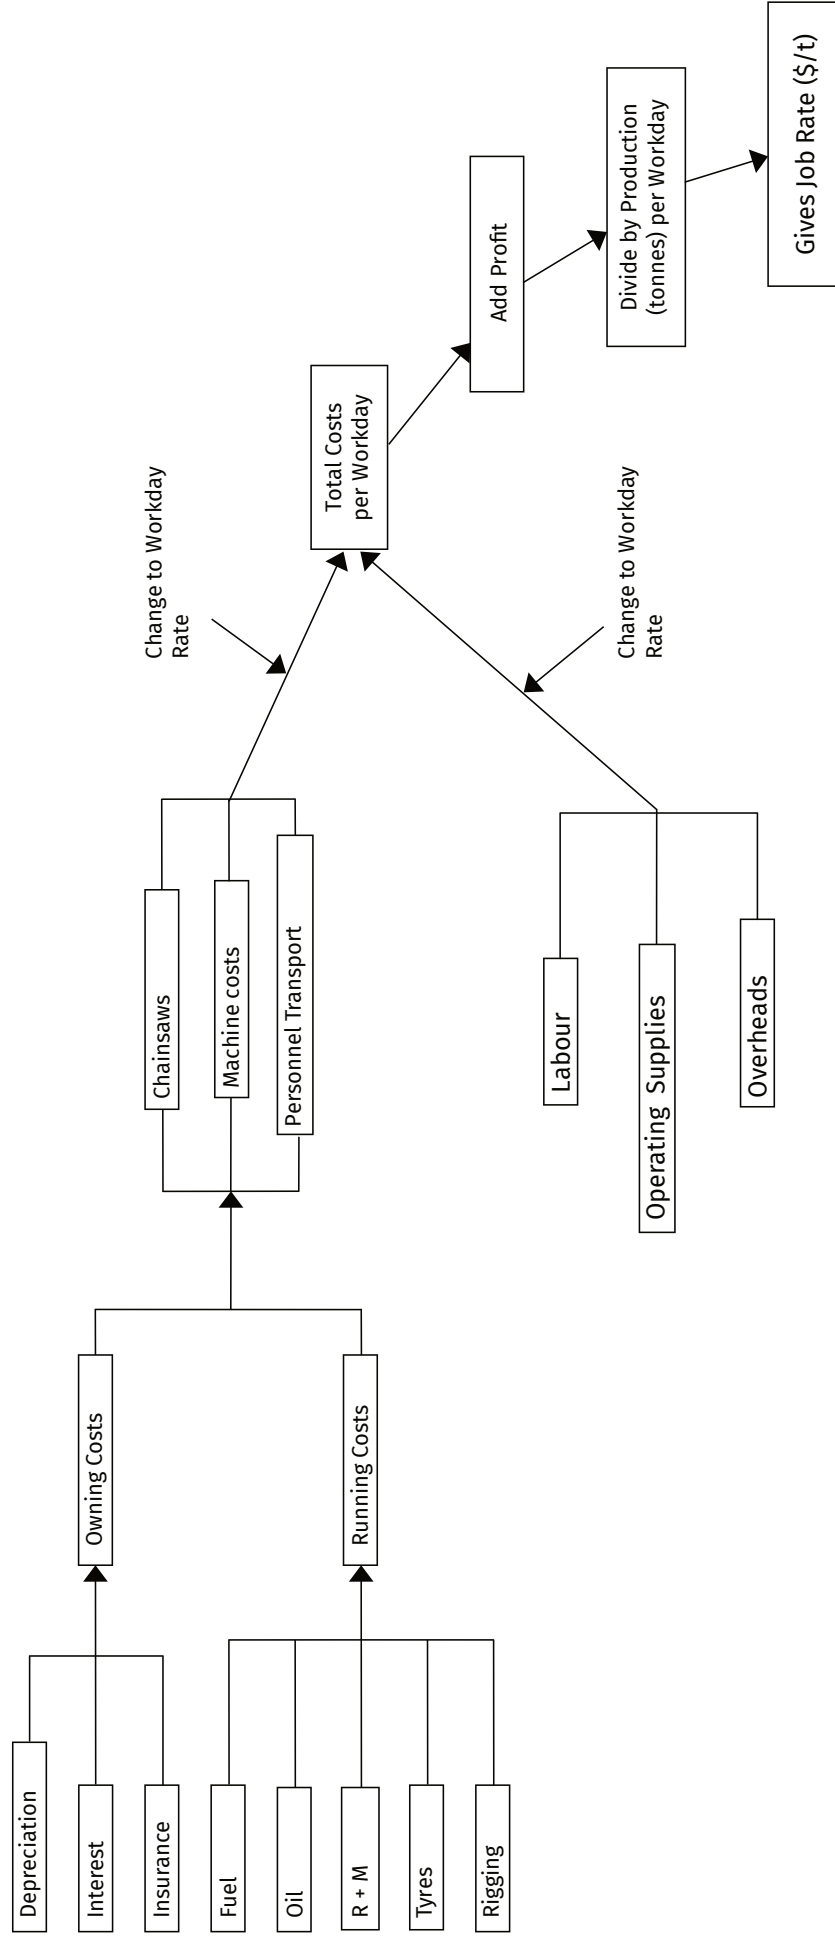 Depreciation
Interest
Insurance
Fuel
Oil
R + M
Tyres
Rigging
Owning Costs
Running Costs
Chainsaws
Machine costs
Personnel Transport
Labour
Operating Supplies
Overheads
Change to Workday
Rate
Change to Workday
Rate
Total Costs
per Workday
Add Profit
Divide by Production
(tonnes) per Workday
Gives Job Rate ($/t)